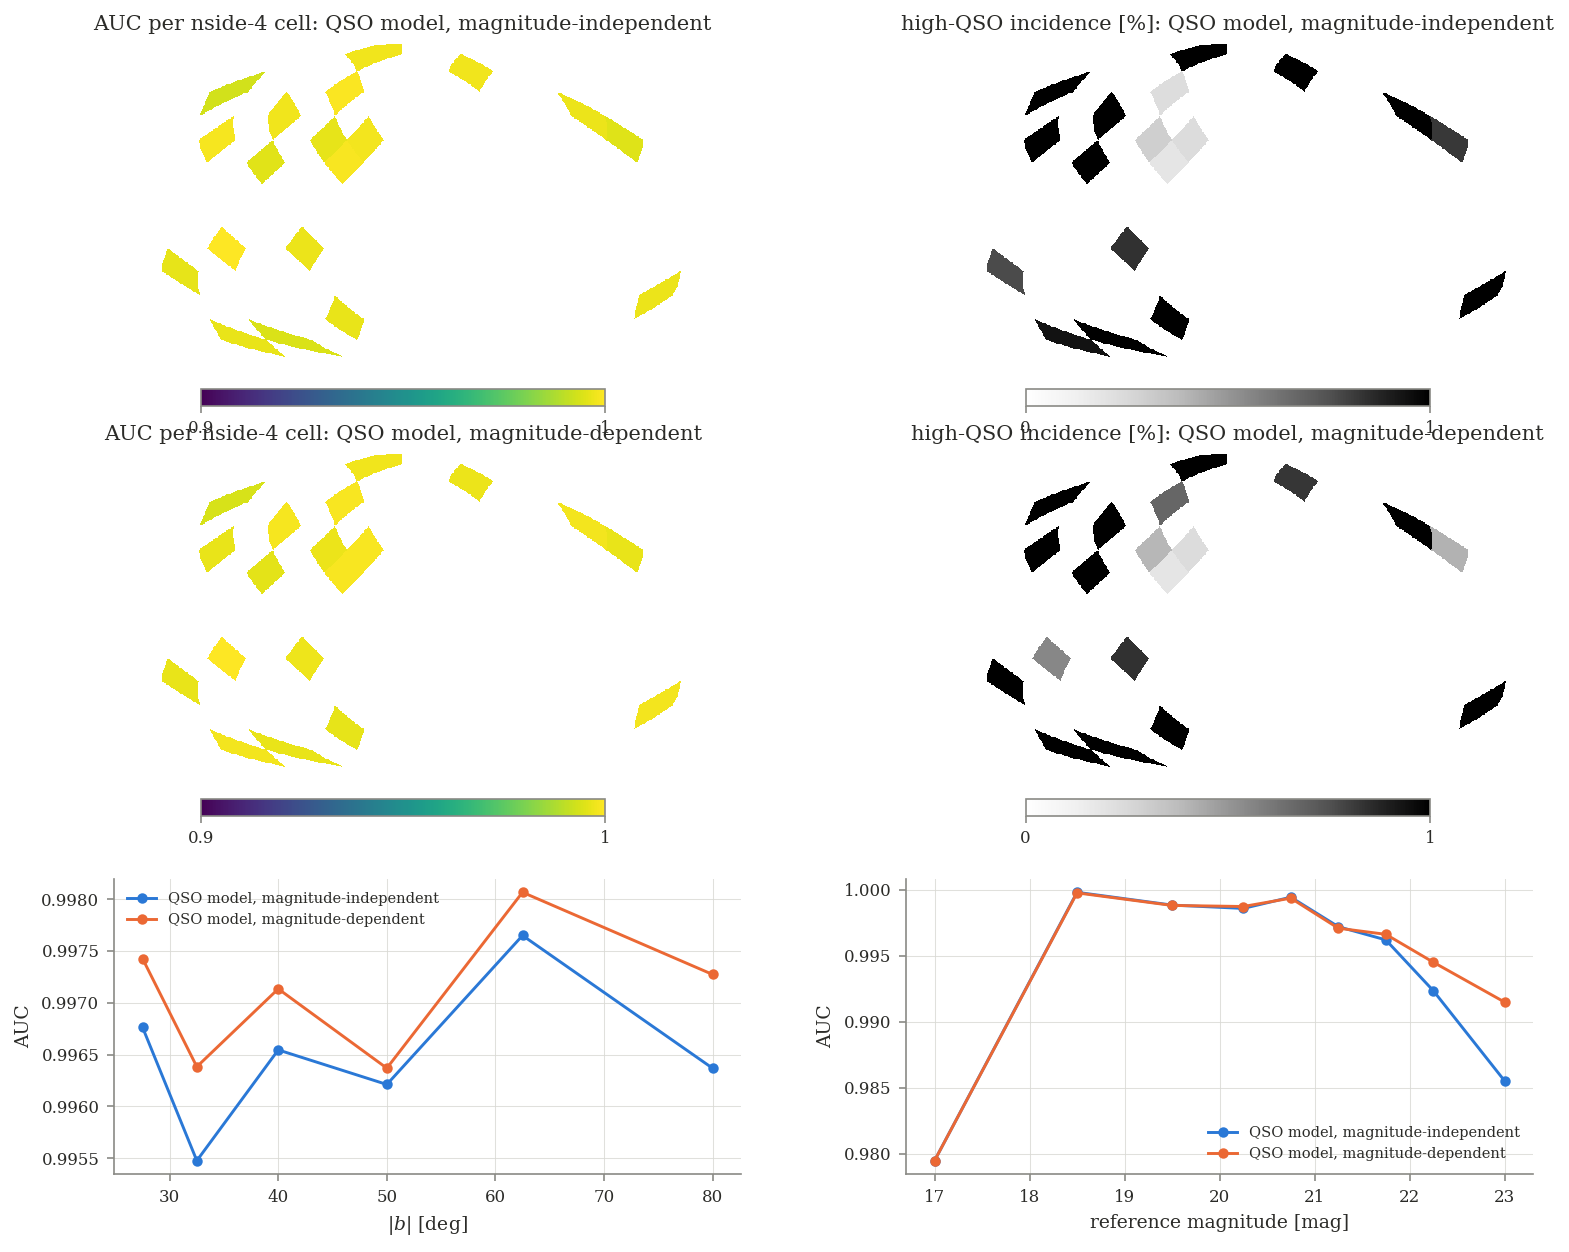 AUC per nside-4 cell: QSO model, magnitude-independent
high-QSO incidence [%]: QSO model, magnitude-independent
0.9
1
0
1
AUC per nside-4 cell: QSO model, magnitude-dependent
high-QSO incidence [%]: QSO model, magnitude-dependent
0.9
1
0
1
QSO model, magnitude-independent
QSO model, magnitude-dependent
0.9980
0.9975
0.9970
0.9965
0.9960
0.9955
AUC
30
40
50
60
70
80
|b| [deg]
1.000
0.995
0.990
0.985
0.980
AUC
QSO model, magnitude-independent
QSO model, magnitude-dependent
17
18
19
20
21
22
23
reference magnitude [mag]